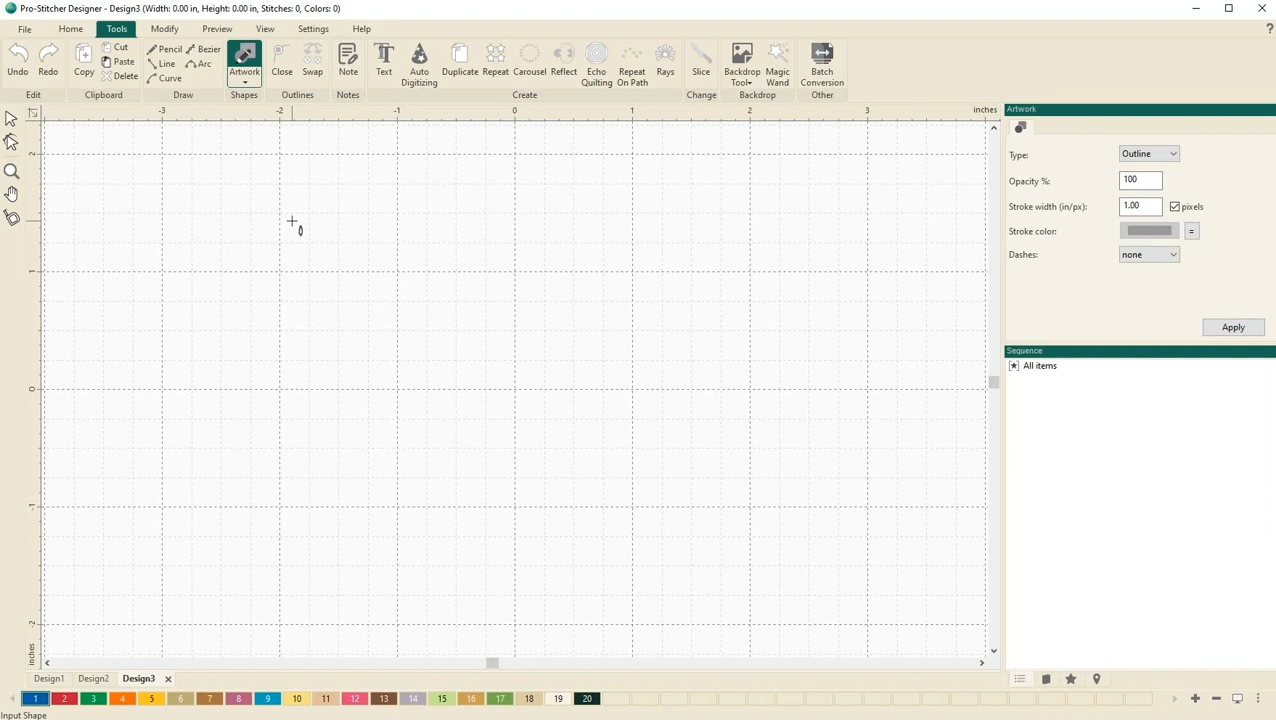 Pro-Stitcher Designer - Design3 (Width: 0.00 in, Height: 0.00 in, Stitches: 0, Colors: 0)
File Home Tools Modify Preview View Settings Help
Undo Redo Copy Cut Paste Delete Pencil Line Curve Bezier Arc Artwork Close Swap Note Text Auto Digitizing Duplicate Repeat Carousel Reflect Echo Quilting Repeat On Path Rays Slice Backdrop Tool Magic Wand Batch Conversion
Edit Clipboard Draw Shapes Outlines Notes Create Change Backdrop Other
-3 -2 -1 0 1 2 3 inches
2
1
0
-1
-2
inches
Artwork
Type: Outline
Opacity %: 100
Stroke width (in/px): 1.00 pixels
Stroke color: =
Dashes: none
Apply
Sequence
All items
Design1 Design2 Design3
1 2 3 4 5 6 7 8 9 10 11 12 13 14 15 16 17 18 19 20
Input Shape